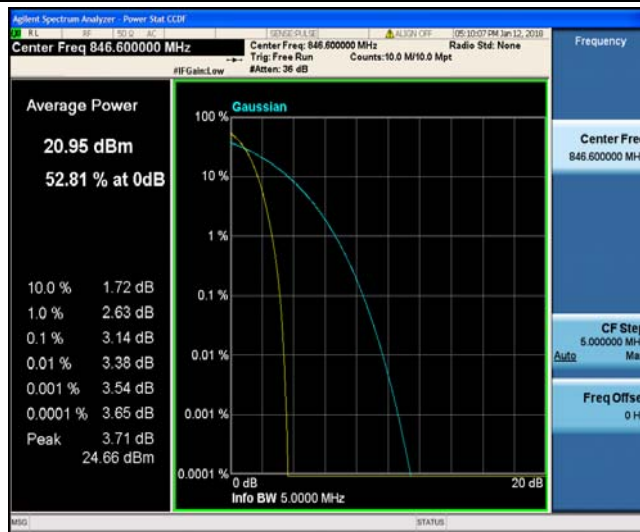 Agilent Spectrum Analyzer - Power Stat CCDF
RL RF 50 Ω AC SENSE:PULSE ALIGN OFF 05:10:07 PM Jan 12, 2018
Center Freq 846.600000 MHz
Center Freq: 846.600000 MHz Radio Std: None
Trig: Free Run Counts:10.0 M/10.0 Mpt
#IFGain:Low #Atten: 36 dB
Frequency
Average Power
20.95 dBm
52.81 % at 0dB
10.0 % 1.72 dB
1.0 % 2.63 dB
0.1 % 3.14 dB
0.01 % 3.38 dB
0.001 % 3.54 dB
0.0001 % 3.65 dB
Peak 3.71 dB
24.66 dBm
Gaussian
100 %
10 %
1 %
0.1 %
0.01 %
0.001 %
0.0001 %
0 dB 20 dB
Info BW 5.0000 MHz
Center Fre
846.600000 MH
CF Ste
5.000000 MH
Auto Ma
Freq Offse
0 H
MSG STATUS